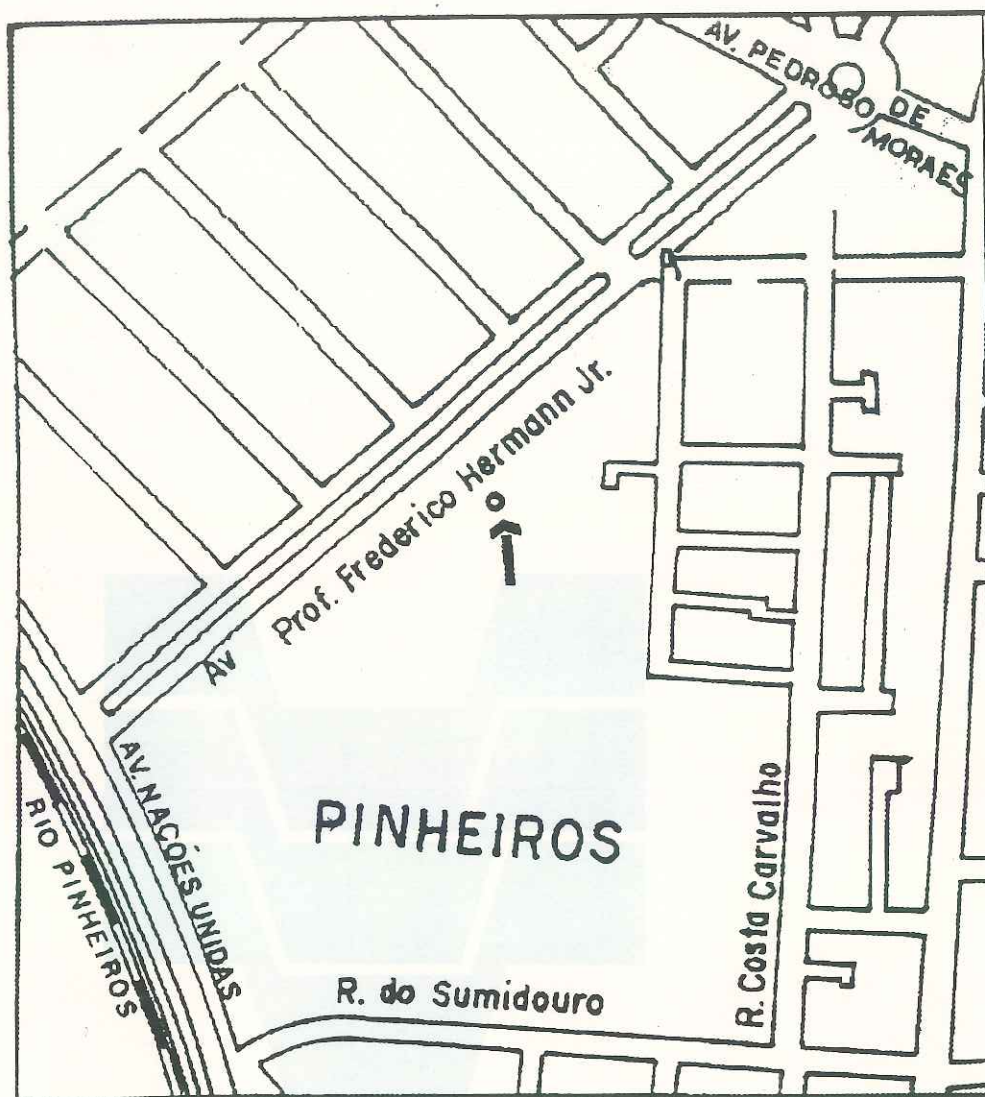 AV. PEDROSO DE MORAES
Av Prof. Frederico Hermann Jr.
PINHEIROS
AV. NAÇÕES UNIDAS
RIO PINHEIROS
R. do Sumidouro
R. Costa Carvalho